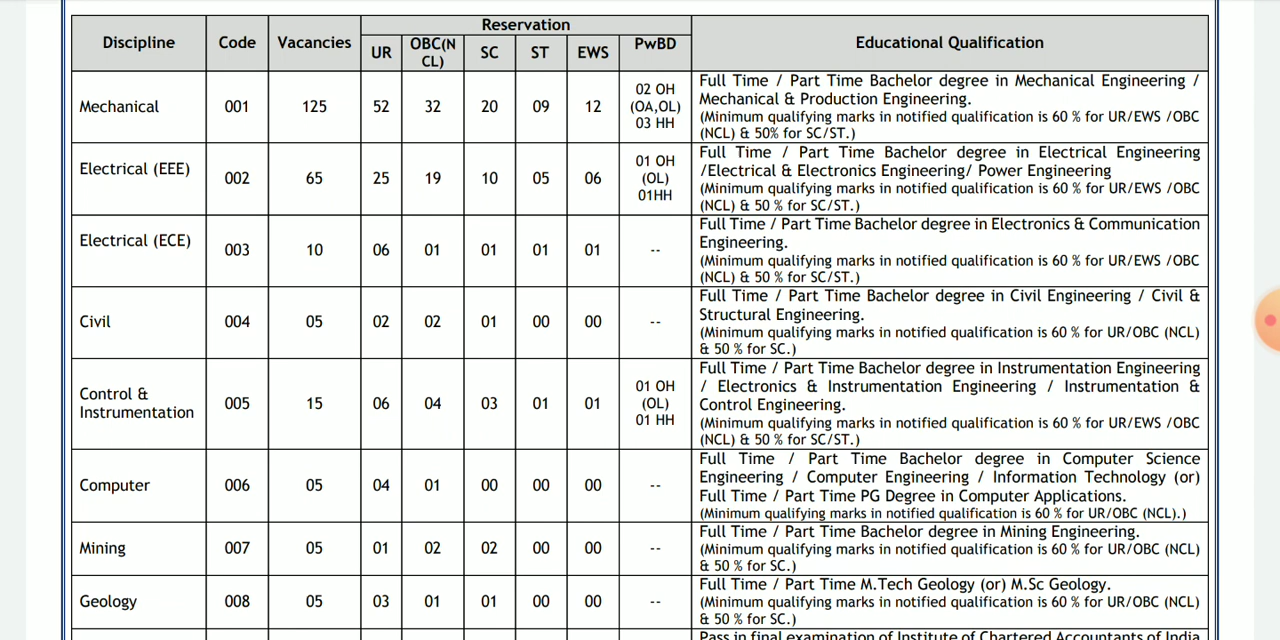 Reservation
Discipline Code Vacancies UR OBC(N CL) SC ST EWS PwBD Educational Qualification
Mechanical 001 125 52 32 20 09 12
02 OH
(OA,OL)
03 HH
Full Time / Part Time Bachelor degree in Mechanical Engineering /
Mechanical & Production Engineering.
(Minimum qualifying marks in notified qualification is 60 % for UR/EWS /OBC
(NCL) & 50% for SC/ST.)
Electrical (EEE) 002 65 25 19 10 05 06
01 OH
(OL)
01HH
Full Time / Part Time Bachelor degree in Electrical Engineering
/Electrical & Electronics Engineering/ Power Engineering
(Minimum qualifying marks in notified qualification is 60 % for UR/EWS /OBC
(NCL) & 50 % for SC/ST.)
Electrical (ECE) 003 10 06 01 01 01 01 --
Full Time / Part Time Bachelor degree in Electronics & Communication
Engineering.
(Minimum qualifying marks in notified qualification is 60 % for UR/EWS /OBC
(NCL) & 50 % for SC/ST.)
Civil 004 05 02 02 01 00 00 --
Full Time / Part Time Bachelor degree in Civil Engineering / Civil &
Structural Engineering.
(Minimum qualifying marks in notified qualification is 60 % for UR/OBC (NCL)
& 50 % for SC.)
Control &
Instrumentation 005 15 06 04 03 01 01
01 OH
(OL)
01 HH
Full Time / Part Time Bachelor degree in Instrumentation Engineering
/ Electronics & Instrumentation Engineering / Instrumentation &
Control Engineering.
(Minimum qualifying marks in notified qualification is 60 % for UR/EWS /OBC
(NCL) & 50 % for SC/ST.)
Computer 006 05 04 01 00 00 00 --
Full Time / Part Time Bachelor degree in Computer Science
Engineering / Computer Engineering / Information Technology (or)
Full Time / Part Time PG Degree in Computer Applications.
(Minimum qualifying marks in notified qualification is 60 % for UR/OBC (NCL).)
Mining 007 05 01 02 02 00 00 --
Full Time / Part Time Bachelor degree in Mining Engineering.
(Minimum qualifying marks in notified qualification is 60 % for UR/OBC (NCL)
& 50 % for SC.)
Geology 008 05 03 01 01 00 00 --
Full Time / Part Time M.Tech Geology (or) M.Sc Geology.
(Minimum qualifying marks in notified qualification is 60 % for UR/OBC (NCL)
& 50 % for SC.)
Pass in final examination of Institute of Chartered Accountants of India